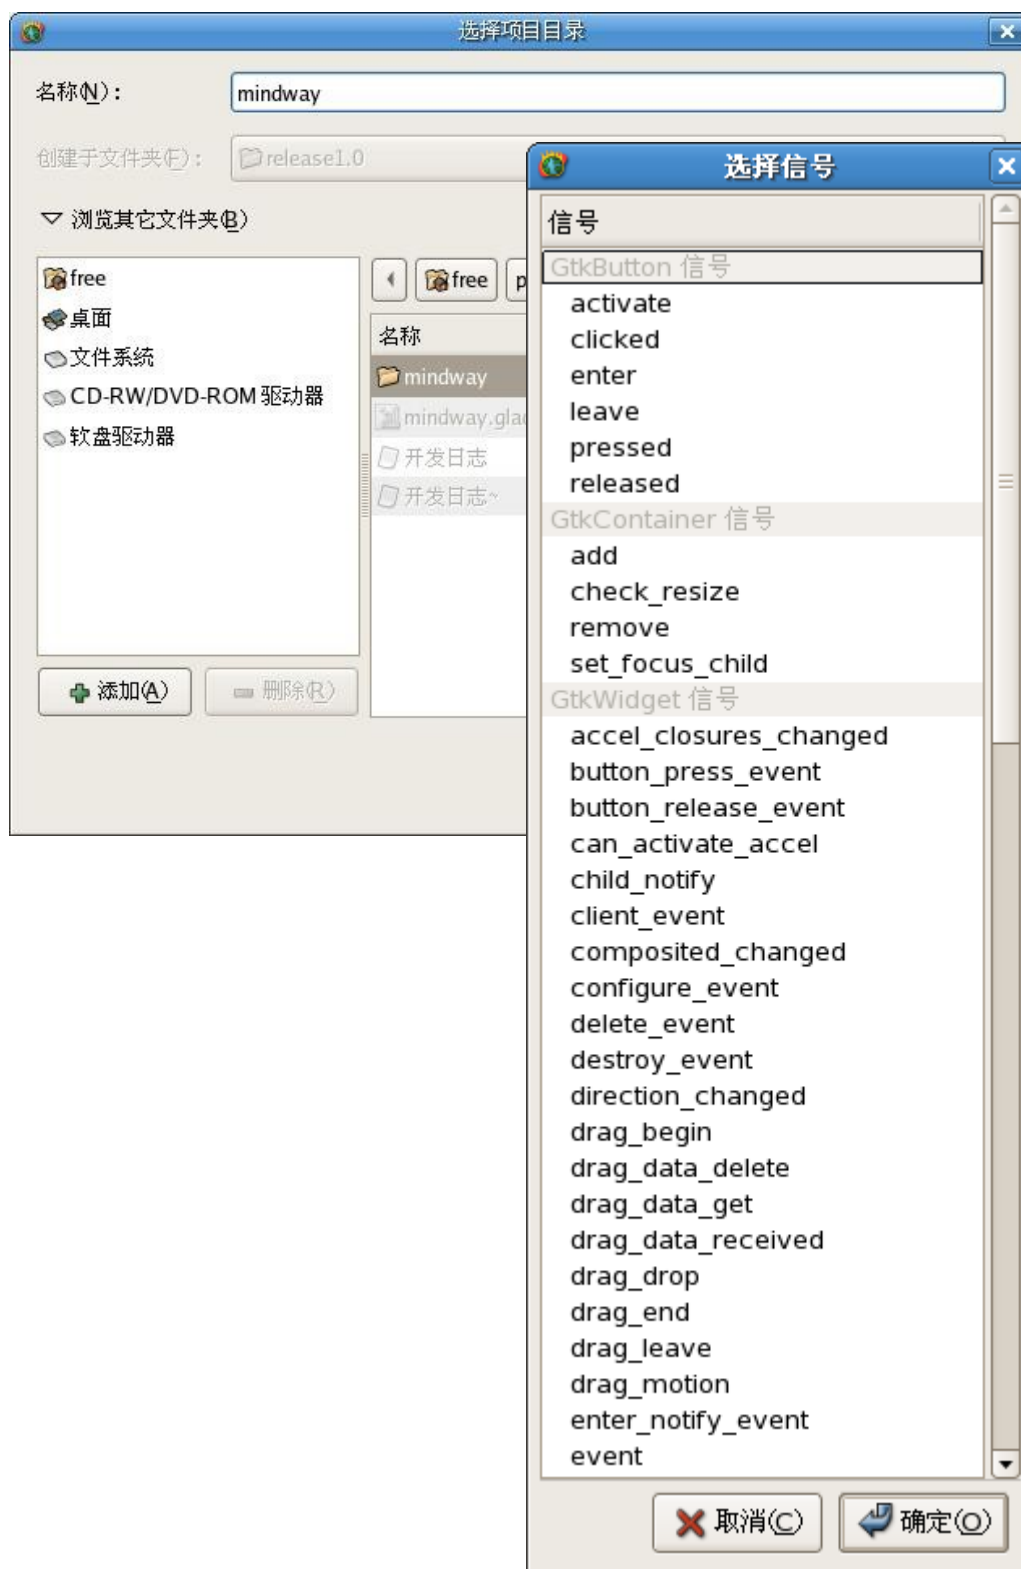 选择项目目录
名称(N)：
mindway
创建于文件夹(F)：
release1.0
浏览其它文件夹(B)
free
桌面
文件系统
CD-RW/DVD-ROM 驱动器
软盘驱动器
添加(A)
删除(R)
free
p
名称
mindway
mindway.glad
开发日志
开发日志~
选择信号
信号
GtkButton 信号
activate
clicked
enter
leave
pressed
released
GtkContainer 信号
add
check_resize
remove
set_focus_child
GtkWidget 信号
accel_closures_changed
button_press_event
button_release_event
can_activate_accel
child_notify
client_event
composited_changed
configure_event
delete_event
destroy_event
direction_changed
drag_begin
drag_data_delete
drag_data_get
drag_data_received
drag_drop
drag_end
drag_leave
drag_motion
enter_notify_event
event
取消(C)
确定(O)